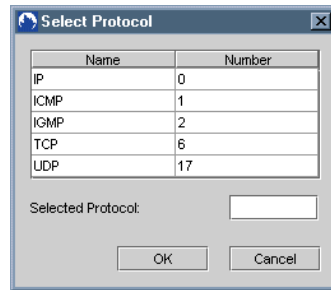 Select Protocol
Name Number
IP 0
ICMP 1
IGMP 2
TCP 6
UDP 17
Selected Protocol:
OK Cancel